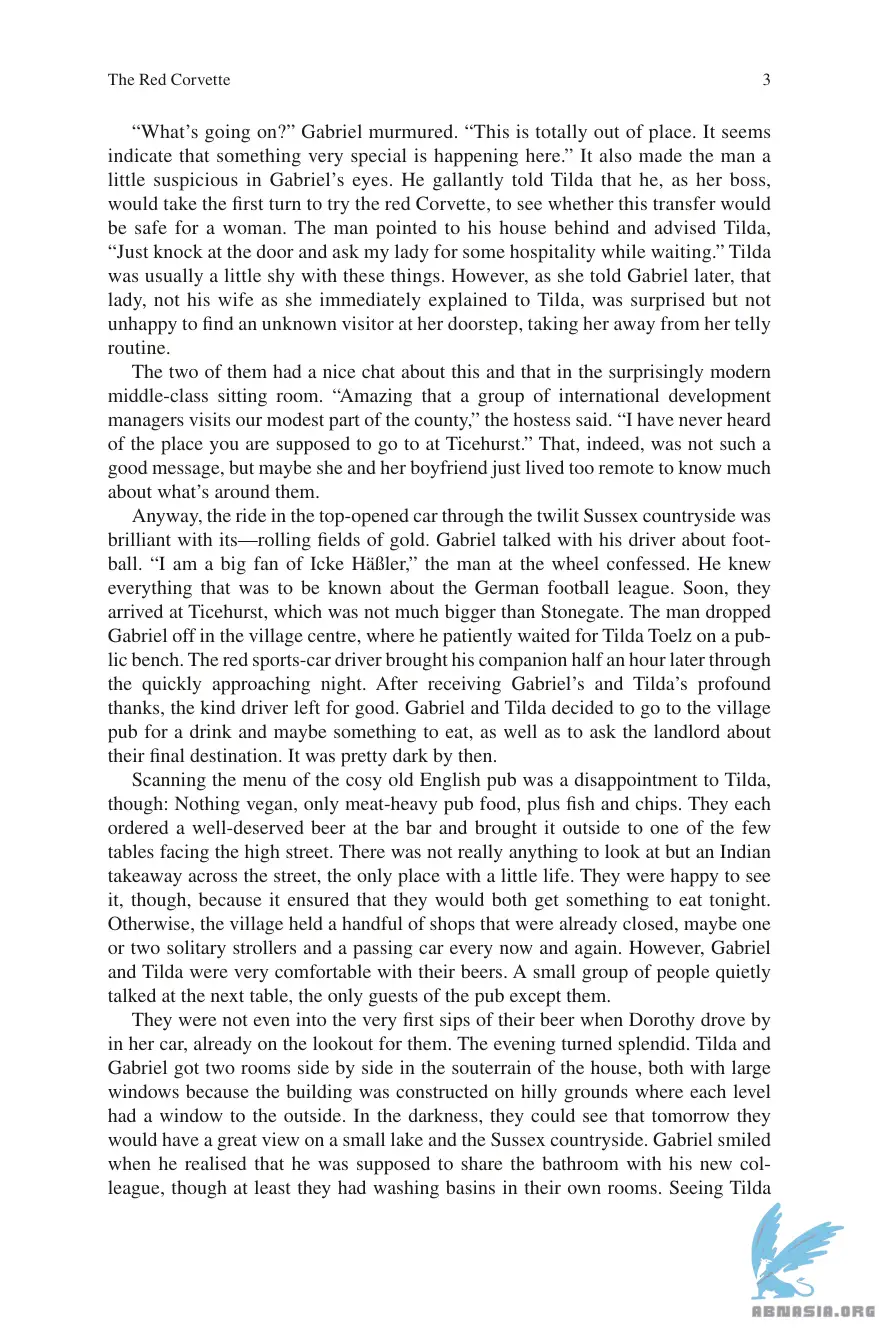 The Red Corvette 3
“What’s going on?” Gabriel murmured. “This is totally out of place. It seems
indicate that something very special is happening here.” It also made the man a
little suspicious in Gabriel’s eyes. He gallantly told Tilda that he, as her boss,
would take the first turn to try the red Corvette, to see whether this transfer would
be safe for a woman. The man pointed to his house behind and advised Tilda,
“Just knock at the door and ask my lady for some hospitality while waiting.” Tilda
was usually a little shy with these things. However, as she told Gabriel later, that
lady, not his wife as she immediately explained to Tilda, was surprised but not
unhappy to find an unknown visitor at her doorstep, taking her away from her telly
routine.
The two of them had a nice chat about this and that in the surprisingly modern
middle-class sitting room. “Amazing that a group of international development
managers visits our modest part of the county,” the hostess said. “I have never heard
of the place you are supposed to go to at Ticehurst.” That, indeed, was not such a
good message, but maybe she and her boyfriend just lived too remote to know much
about what’s around them.
Anyway, the ride in the top-opened car through the twilit Sussex countryside was
brilliant with its—rolling fields of gold. Gabriel talked with his driver about foot-
ball. “I am a big fan of Icke Häßler,” the man at the wheel confessed. He knew
everything that was to be known about the German football league. Soon, they
arrived at Ticehurst, which was not much bigger than Stonegate. The man dropped
Gabriel off in the village centre, where he patiently waited for Tilda Toelz on a pub-
lic bench. The red sports-car driver brought his companion half an hour later through
the quickly approaching night. After receiving Gabriel’s and Tilda’s profound
thanks, the kind driver left for good. Gabriel and Tilda decided to go to the village
pub for a drink and maybe something to eat, as well as to ask the landlord about
their final destination. It was pretty dark by then.
Scanning the menu of the cosy old English pub was a disappointment to Tilda,
though: Nothing vegan, only meat-heavy pub food, plus fish and chips. They each
ordered a well-deserved beer at the bar and brought it outside to one of the few
tables facing the high street. There was not really anything to look at but an Indian
takeaway across the street, the only place with a little life. They were happy to see
it, though, because it ensured that they would both get something to eat tonight.
Otherwise, the village held a handful of shops that were already closed, maybe one
or two solitary strollers and a passing car every now and again. However, Gabriel
and Tilda were very comfortable with their beers. A small group of people quietly
talked at the next table, the only guests of the pub except them.
They were not even into the very first sips of their beer when Dorothy drove by
in her car, already on the lookout for them. The evening turned splendid. Tilda and
Gabriel got two rooms side by side in the souterrain of the house, both with large
windows because the building was constructed on hilly grounds where each level
had a window to the outside. In the darkness, they could see that tomorrow they
would have a great view on a small lake and the Sussex countryside. Gabriel smiled
when he realised that he was supposed to share the bathroom with his new col-
league, though at least they had washing basins in their own rooms. Seeing Tilda
ABNASIA.ORG